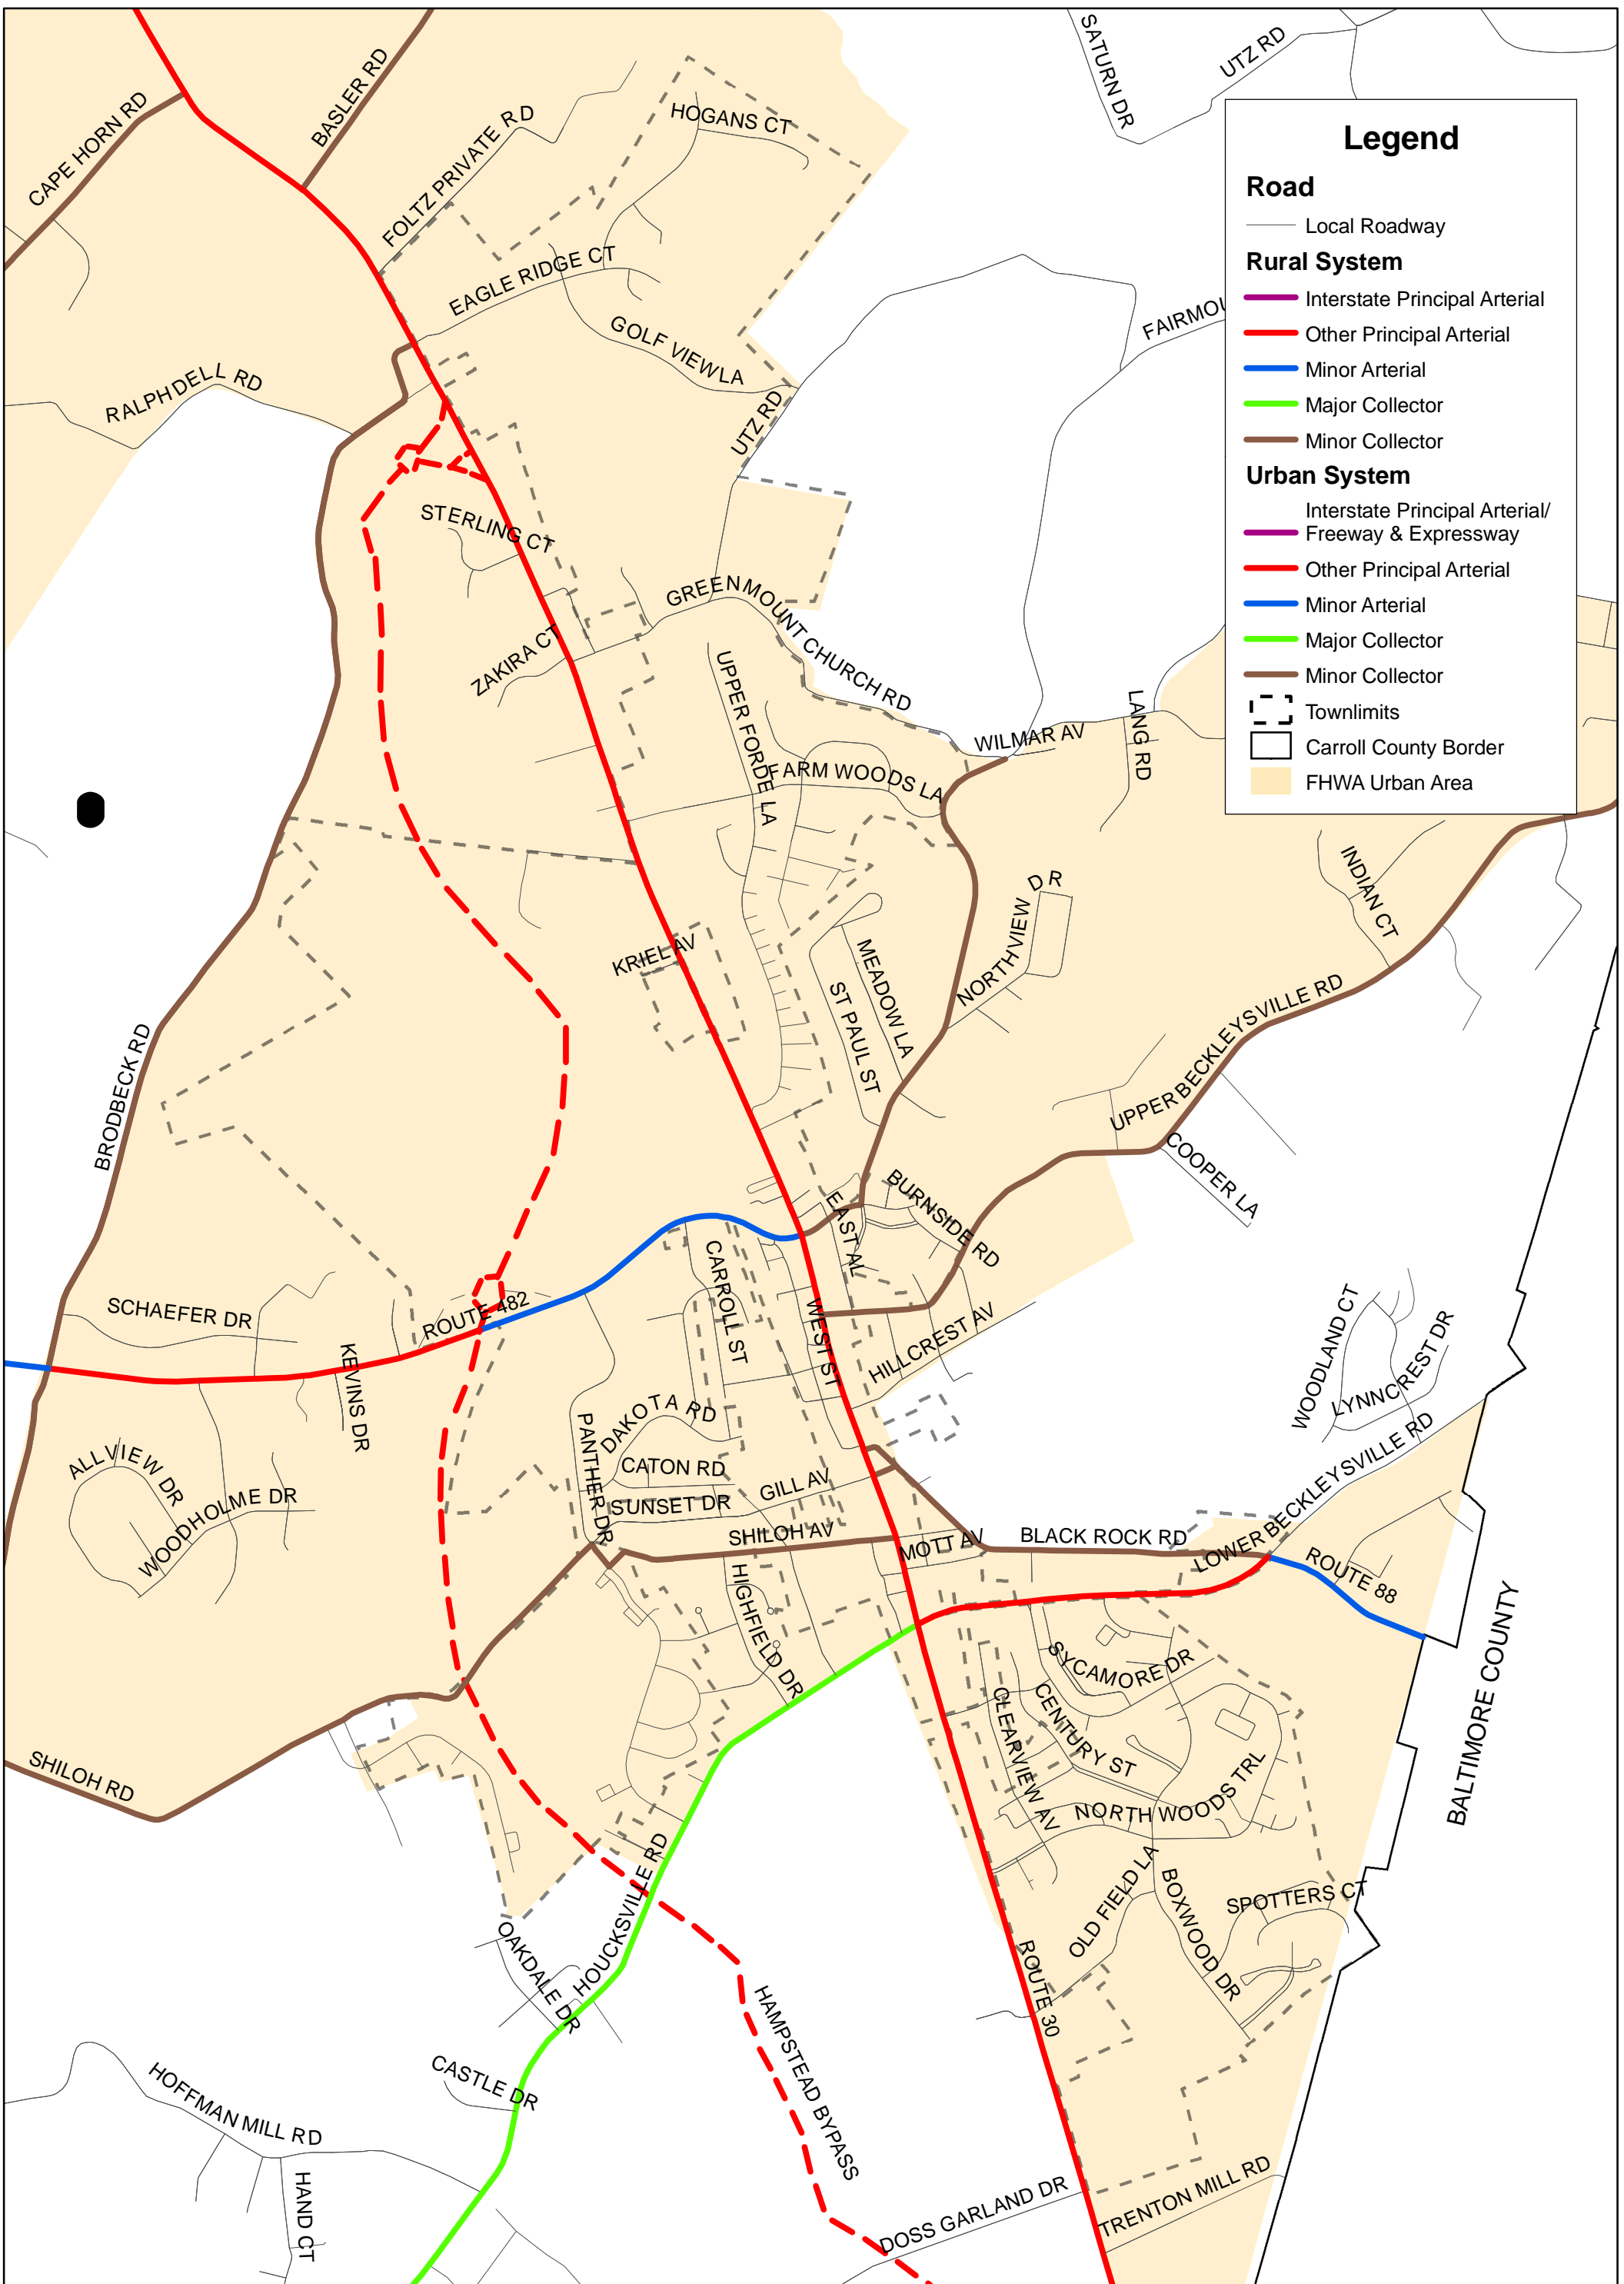 SATURN DR
UTZ RD
BASLER RD
CAPE HORN RD
FOLTZ PRIVATE RD
HOGANS CT
Legend
Road
Local Roadway
Rural System
Interstate Principal Arterial
Other Principal Arterial
Minor Arterial
Major Collector
Minor Collector
Urban System
Interstate Principal Arterial/
Freeway & Expressway
Other Principal Arterial
Minor Arterial
Major Collector
Minor Collector
Townlimits
Carroll County Border
FHWA Urban Area
EAGLE RIDGE CT
GOLF VIEW LA
FAIRMOU
RALPH DELL RD
UTZ RD
STERLING CT
GREENMOUNT CHURCH RD
ZAKIRA CT
UPPER FORDE LA
WILMAR AV
LANG RD
FARM WOODS LA
INDIAN CT
NORTHVIEW DR
KRIEL AV
MEADOW LA
ST PAUL ST
UPPER BECKLEYSVILLE RD
BRODBECK RD
COOPER LA
BURNSIDE RD
EAST AL
CARROLL ST
SCHAEFER DR
ROUTE 482
WEST ST
HILLCREST AV
WOODLAND CT
LYNNCREST DR
KEVINS DR
DAKOTA RD
PANTHER DR
ALLVIEW DR
CATON RD
GILL AV
WOODHOLME DR
SUNSET DR
SHILOH AV
MOTT AV
BLACK ROCK RD
LOWER BECKLEYSVILLE RD
ROUTE 88
HIGHFIELD DR
SYCAMORE DR
CENTURY ST
CLEARVIEW AV
BALTIMORE COUNTY
SHILOH RD
NORTH WOODS TRL
HOUCKSVILLE RD
OLD FIELD LA
BOXWOOD DR
SPOTTERS CT
OAKDALE DR
ROUTE 30
HAMPSTEAD BYPASS
CASTLE DR
HOFFMAN MILL RD
HAND CT
DOSS GARLAND DR
TRENTON MILL RD